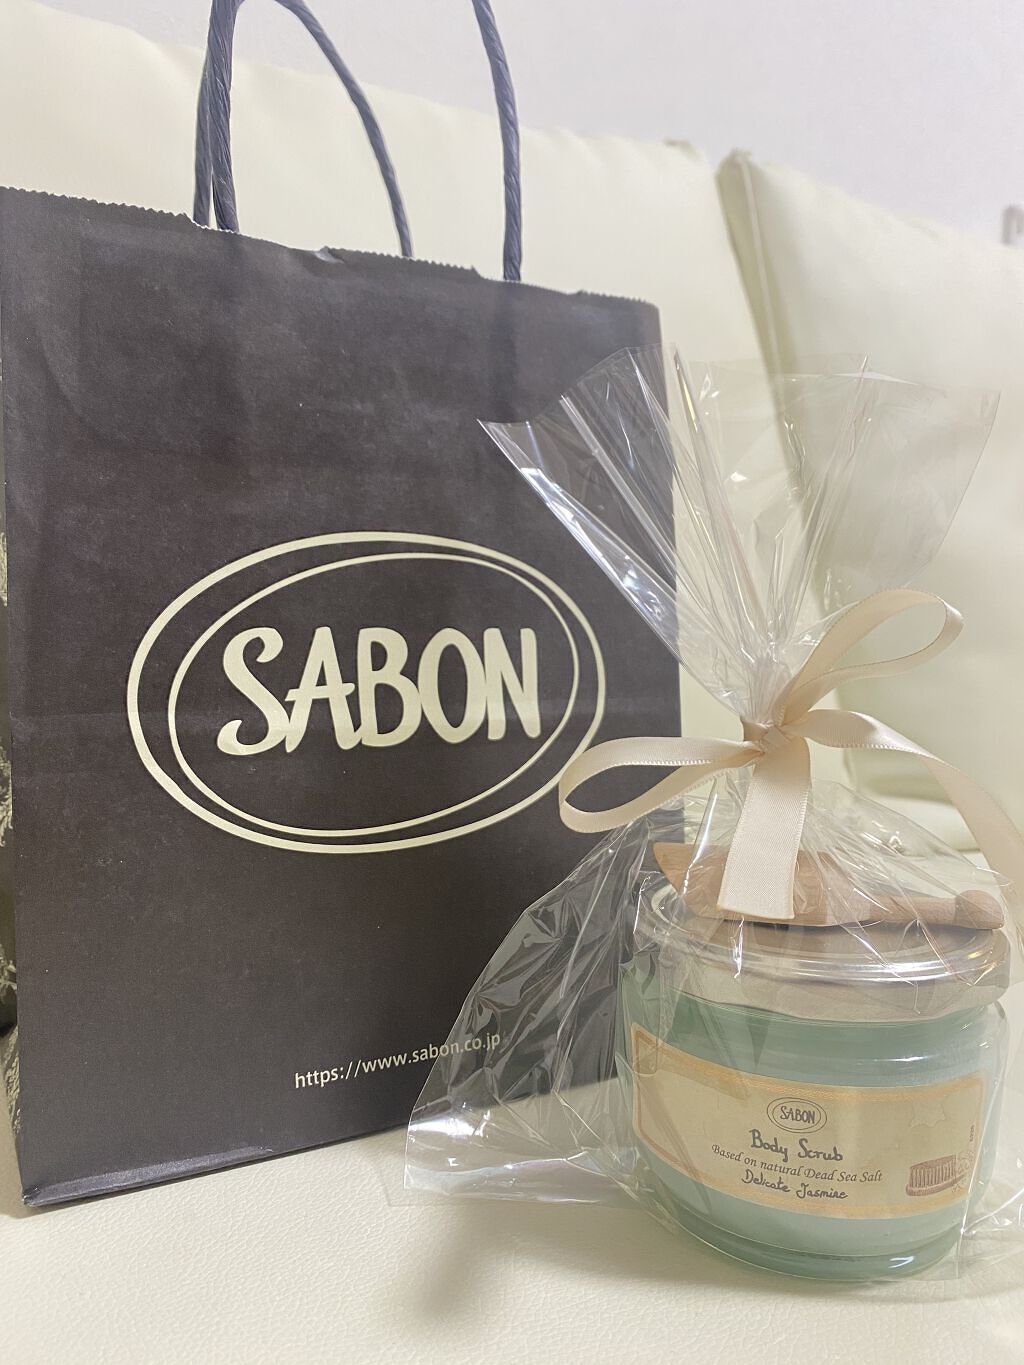 SABON
https://www.sabon.co.jp
SABON
Body Scrub
Based on natural Dead Sea Salt
Delicate Jasmine